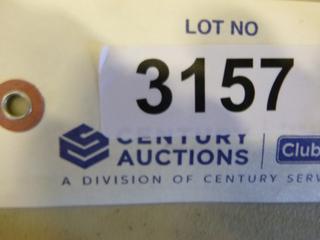 LOT NO
3157
CENTURY
AUCTIONS | Club
A DIVISION OF CENTURY SERV